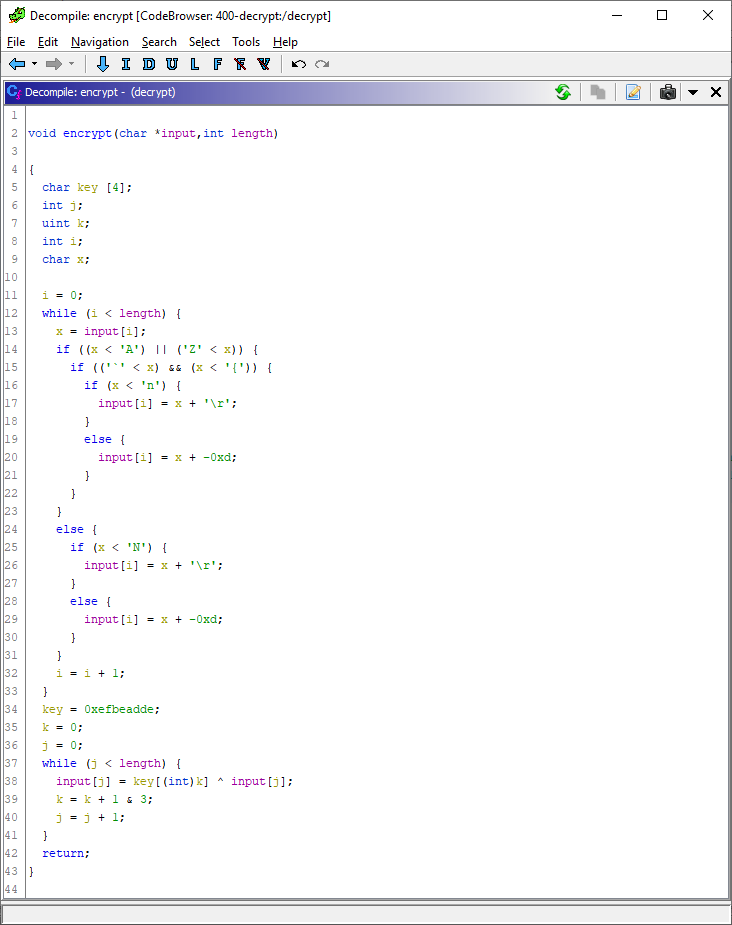 Decompile: encrypt [CodeBrowser: 400-decrypt:/decrypt]
File Edit Navigation Search Select Tools Help
I D U L F R V
Decompile: encrypt - (decrypt)
1
2 void encrypt(char *input,int length)
3
4 {
5   char key [4];
6   int j;
7   uint k;
8   int i;
9   char x;
10
11   i = 0;
12   while (i < length) {
13     x = input[i];
14     if ((x < 'A') || ('Z' < x)) {
15       if (('`' < x) && (x < '{')) {
16         if (x < 'n') {
17           input[i] = x + '\r';
18         }
19         else {
20           input[i] = x + -0xd;
21         }
22       }
23     }
24     else {
25       if (x < 'N') {
26         input[i] = x + '\r';
27       }
28       else {
29         input[i] = x + -0xd;
30       }
31     }
32     i = i + 1;
33   }
34   key = 0xefbeadde;
35   k = 0;
36   j = 0;
37   while (j < length) {
38     input[j] = key[(int)k] ^ input[j];
39     k = k + 1 & 3;
40     j = j + 1;
41   }
42   return;
43 }
44